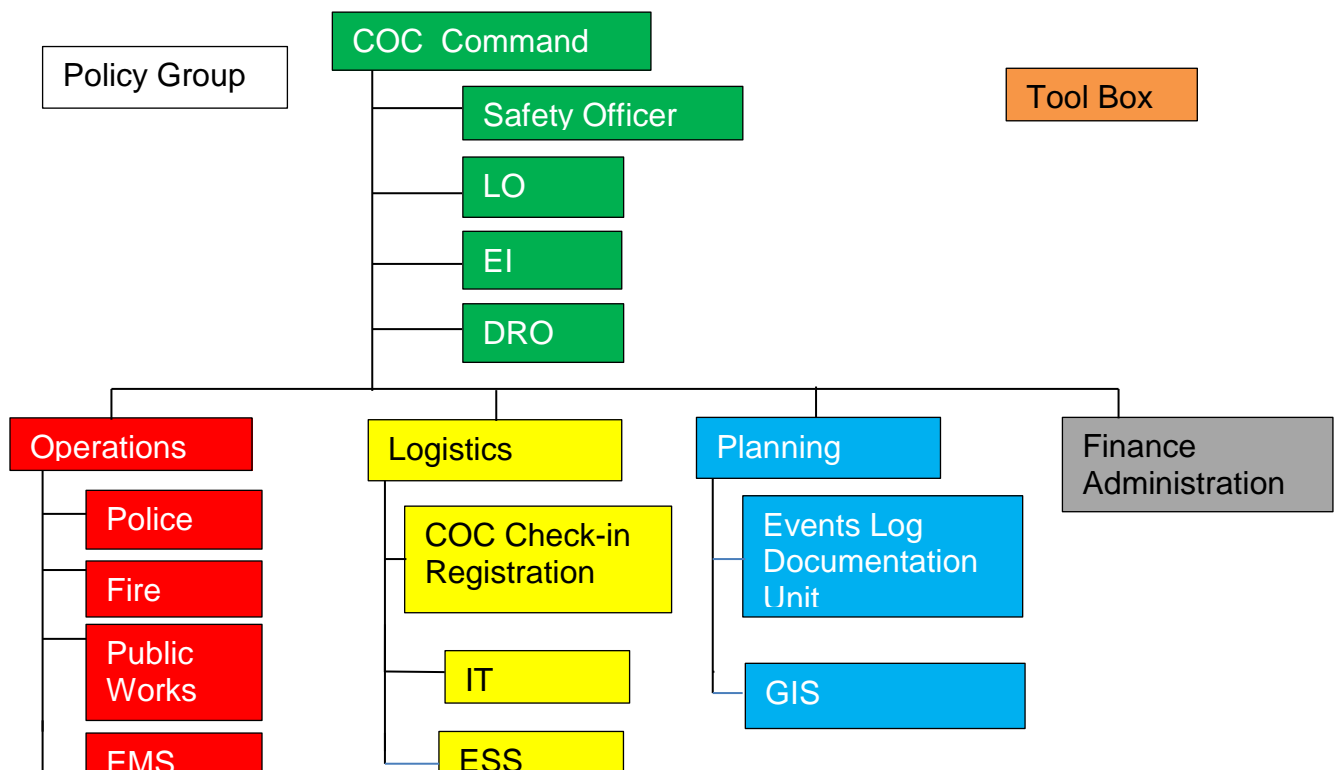 COC Command
Policy Group
Tool Box
Safety Officer
LO
EI
DRO
Operations
Logistics
Planning
Finance
Administration
Police
Fire
Public
Works
EMS
COC Check-in
Registration
IT
ESS
Events Log
Documentation
Unit
GIS